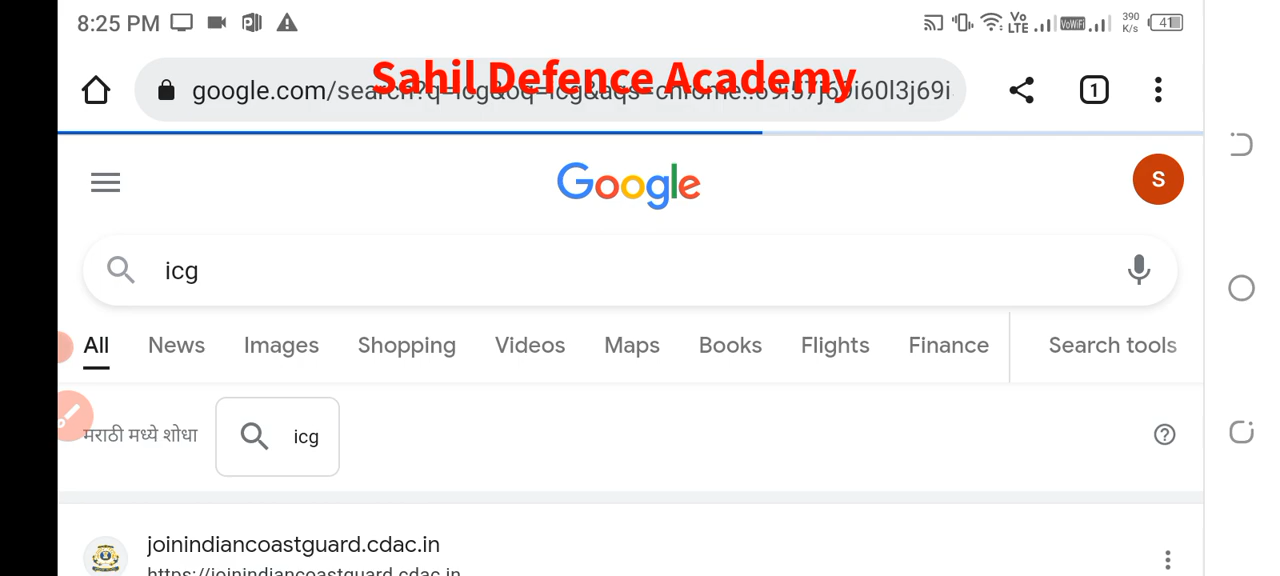 8:25 PM Vo LTE VoWiFi 390 K/s 41
Sahil Defence Academy
google.com/search?q=icg&oq=icg&aqs=chrome..69i57j69i60l3j69i
1
Google
S
icg
All News Images Shopping Videos Maps Books Flights Finance Search tools
मराठी मध्ये शोधा icg
joinindiancoastguard.cdac.in
https://joinindiancoastguard.cdac.in